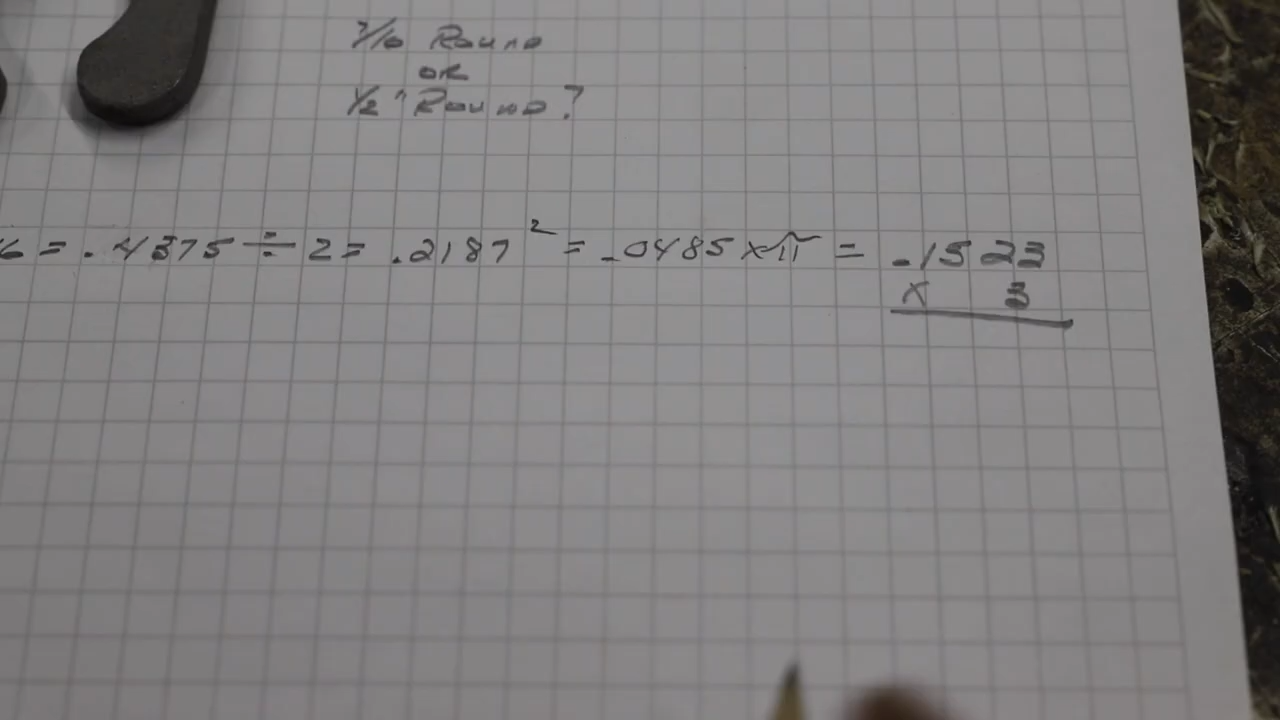 7/16 Round
OR
1/2" Round?
6 = .4375 ÷ 2 = .2187² = .0485 x π = .1523
x 3